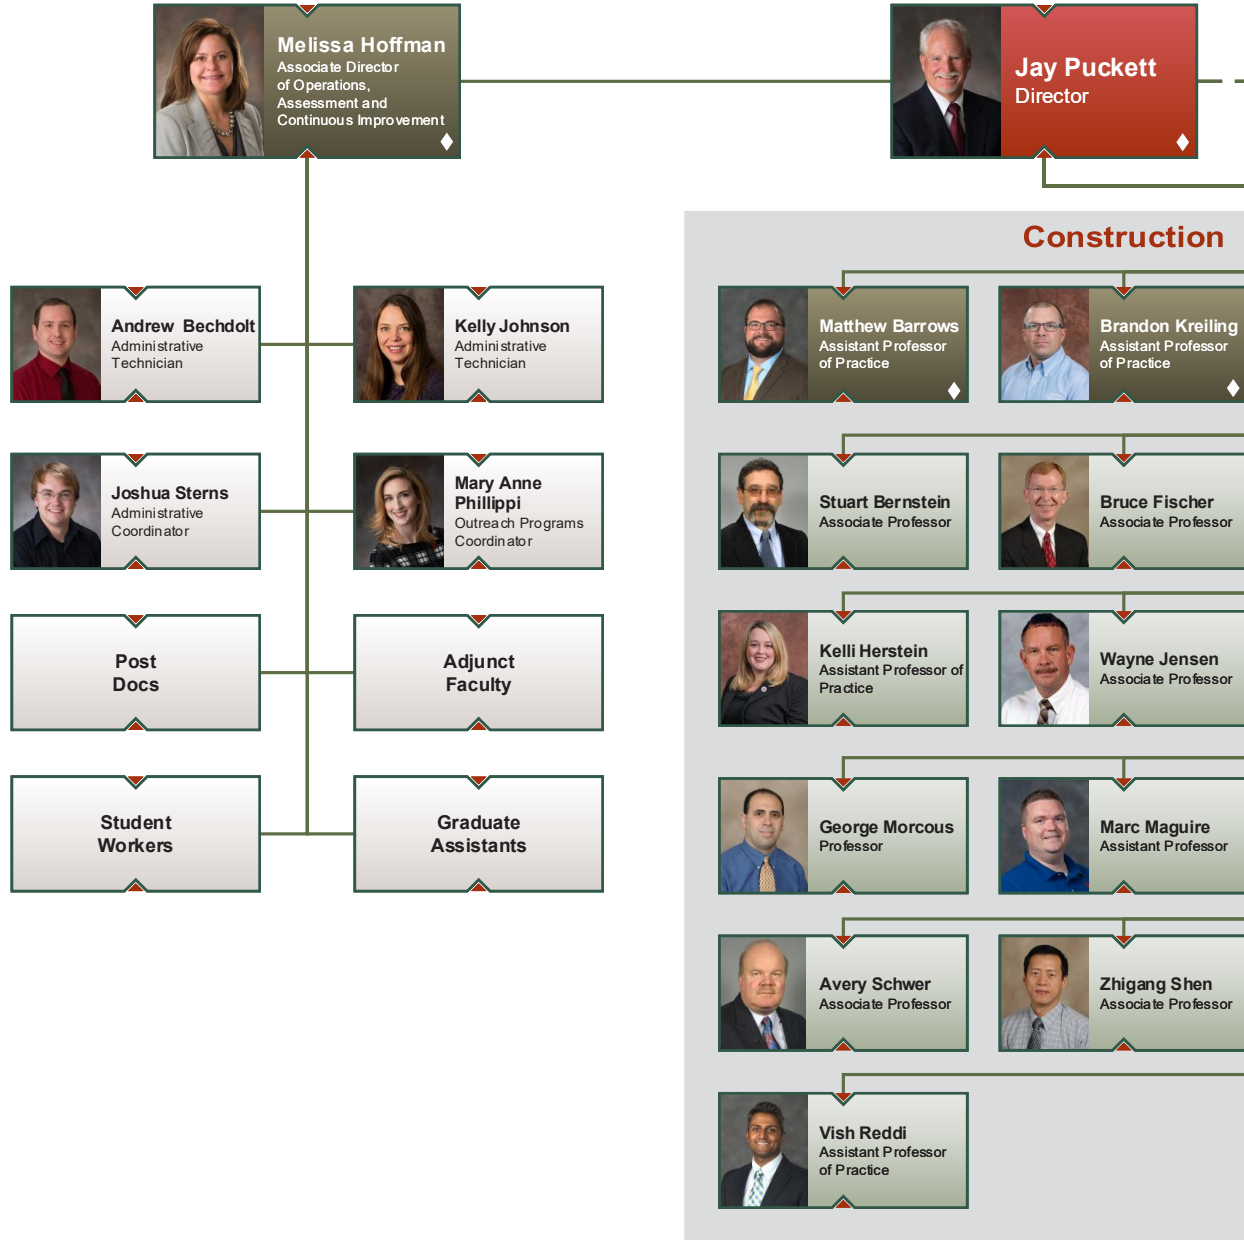 Melissa Hoffman
Associate Director
of Operations,
Assessment and
Continuous Improvement
Jay Puckett
Director
Andrew Bechdolt
Administrative
Technician
Kelly Johnson
Administrative
Technician
Joshua Sterns
Administrative
Coordinator
Mary Anne
Phillippi
Outreach Programs
Coordinator
Post
Docs
Adjunct
Faculty
Student
Workers
Graduate
Assistants
Construction
Matthew Barrows
Assistant Professor
of Practice
Brandon Kreiling
Assistant Professor
of Practice
Stuart Bernstein
Associate Professor
Bruce Fischer
Associate Professor
Kelli Herstein
Assistant Professor of
Practice
Wayne Jensen
Associate Professor
George Morcous
Professor
Marc Maguire
Assistant Professor
Avery Schwer
Associate Professor
Zhigang Shen
Associate Professor
Vish Reddi
Assistant Professor
of Practice